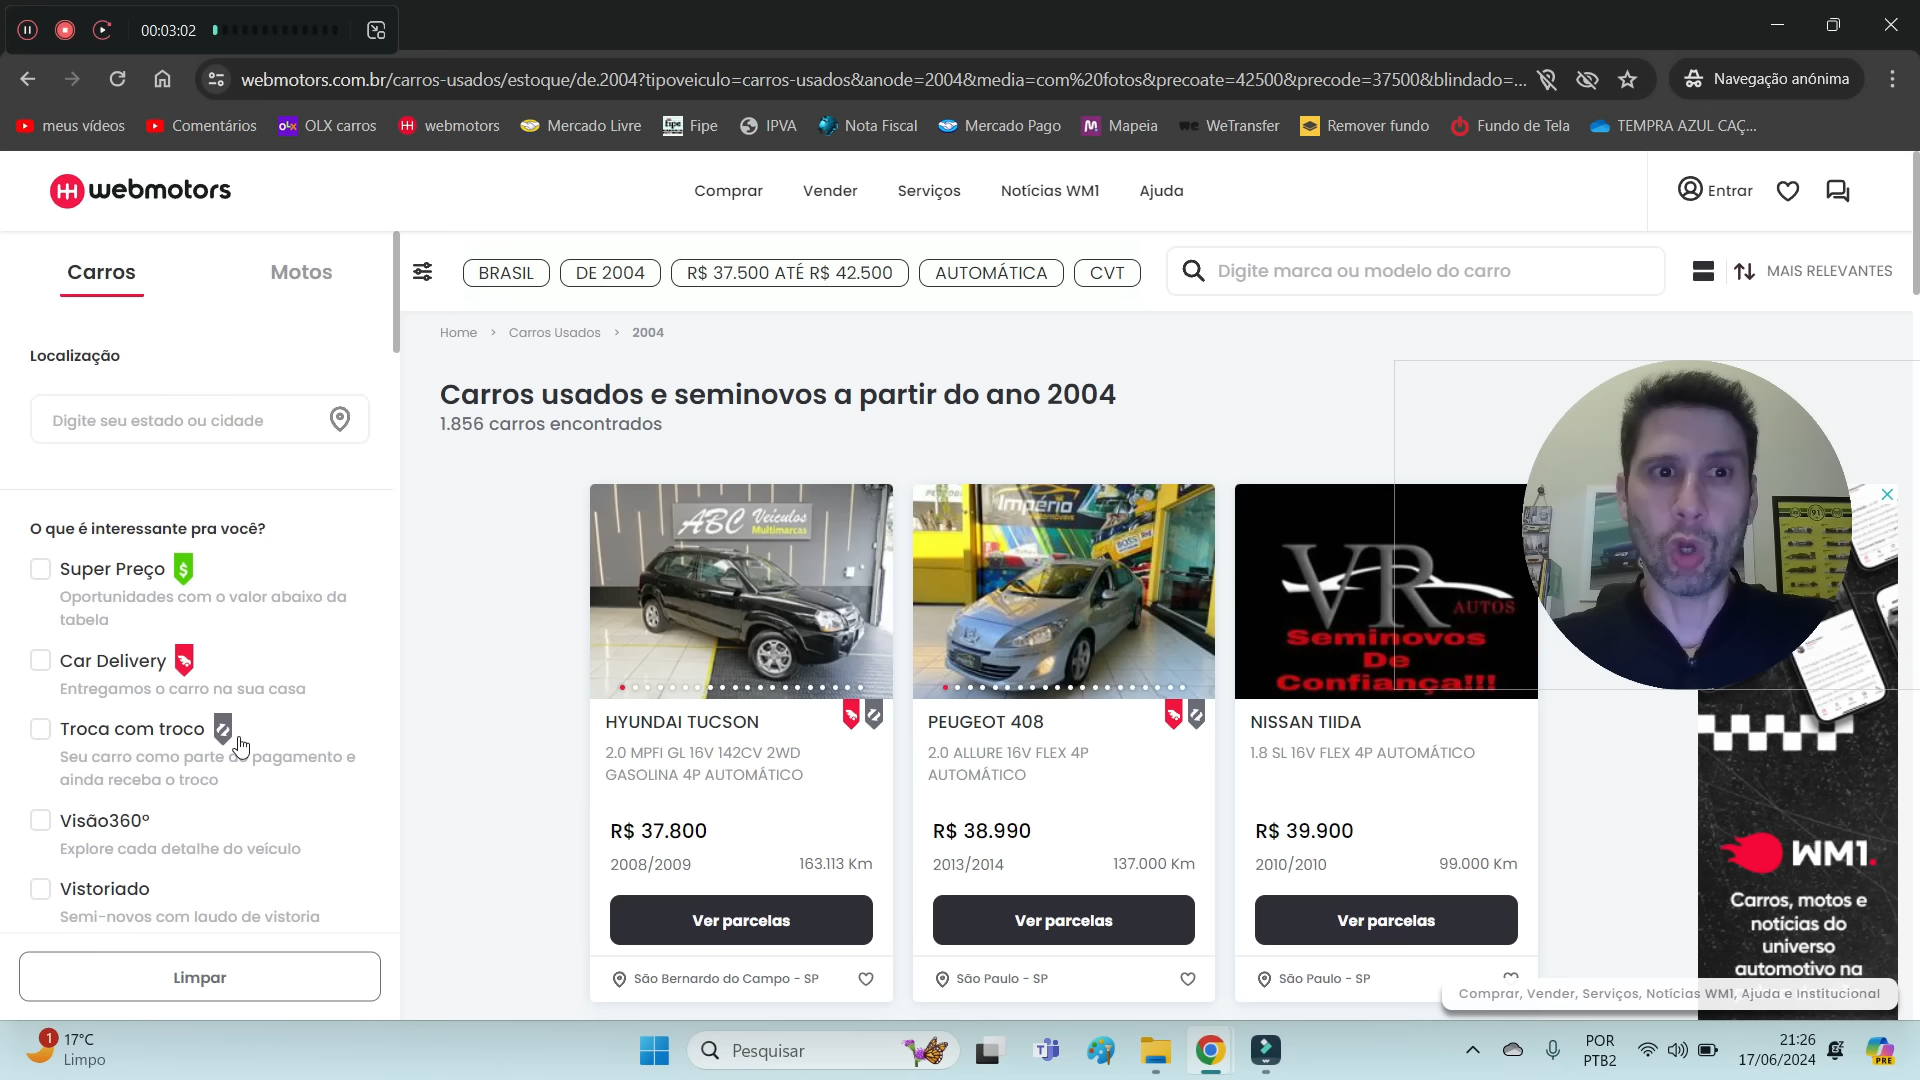 00:03:02
webmotors.com.br/carros-usados/estoque/de.2004?tipoveiculo=carros-usados&anode=2004&media=com%20fotos&precoate=42500&precode=37500&blindado=...
Navegação anónima
meus vídeos
Comentários
OLX carros
webmotors
Mercado Livre
Fipe
IPVA
Nota Fiscal
Mercado Pago
Mapeia
WeTransfer
Remover fundo
Fundo de Tela
TEMPRA AZUL CAÇ...
webmotors
Comprar
Vender
Serviços
Notícias WM1
Ajuda
Entrar
Carros
Motos
BRASIL
DE 2004
R$ 37.500 ATÉ R$ 42.500
AUTOMÁTICA
CVT
Digite marca ou modelo do carro
MAIS RELEVANTES
Localização
Digite seu estado ou cidade
Home > Carros Usados > 2004
Carros usados e seminovos a partir do ano 2004
1.856 carros encontrados
O que é interessante pra você?
Super Preço
Oportunidades com o valor abaixo da
tabela
Car Delivery
Entregamos o carro na sua casa
Troca com troco
Seu carro como parte do pagamento e
ainda receba o troco
Visão360°
Explore cada detalhe do veículo
Vistoriado
Semi-novos com laudo de vistoria
Limpar
ABC Veículos
Multimarcas
HYUNDAI TUCSON
2.0 MPFI GL 16V 142CV 2WD
GASOLINA 4P AUTOMÁTICO
R$ 37.800
2008/2009
163.113 Km
Ver parcelas
São Bernardo do Campo - SP
Império
PEUGEOT 408
2.0 ALLURE 16V FLEX 4P
AUTOMÁTICO
R$ 38.990
2013/2014
137.000 Km
Ver parcelas
São Paulo - SP
VR AUTOS
Seminovos
De
Confiança!!!
NISSAN TIIDA
1.8 SL 16V FLEX 4P AUTOMÁTICO
R$ 39.900
2010/2010
99.000 Km
Ver parcelas
São Paulo - SP
WM1.
Carros, motos e
notícias do
universo
automotivo na
Comprar, Vender, Serviços, Notícias WM1, Ajuda e Institucional
1
17°C
Limpo
Pesquisar
POR
PTB2
21:26
17/06/2024
PRE